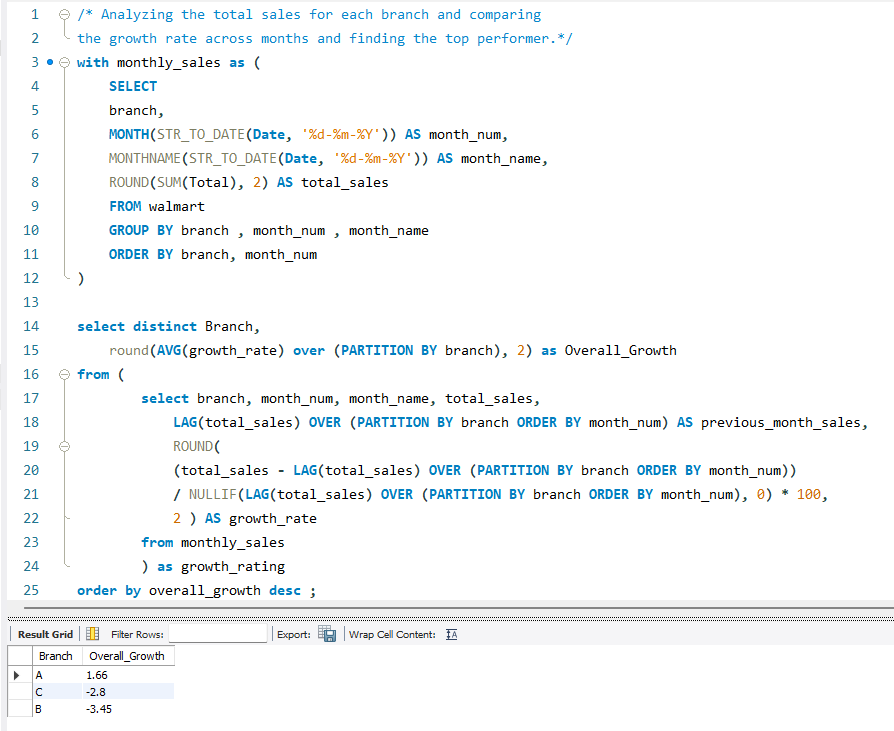 1 /* Analyzing the total sales for each branch and comparing
2 the growth rate across months and finding the top performer.*/
3 with monthly_sales as (
4 SELECT
5 branch,
6 MONTH(STR_TO_DATE(Date, '%d-%m-%Y')) AS month_num,
7 MONTHNAME(STR_TO_DATE(Date, '%d-%m-%Y')) AS month_name,
8 ROUND(SUM(Total), 2) AS total_sales
9 FROM walmart
10 GROUP BY branch , month_num , month_name
11 ORDER BY branch, month_num
12 )
13
14 select distinct Branch,
15 round(AVG(growth_rate) over (PARTITION BY branch), 2) as Overall_Growth
16 from (
17 select branch, month_num, month_name, total_sales,
18 LAG(total_sales) OVER (PARTITION BY branch ORDER BY month_num) AS previous_month_sales,
19 ROUND(
20 (total_sales - LAG(total_sales) OVER (PARTITION BY branch ORDER BY month_num))
21 / NULLIF(LAG(total_sales) OVER (PARTITION BY branch ORDER BY month_num), 0) * 100,
22 2 ) AS growth_rate
23 from monthly_sales
24 ) as growth_rating
25 order by overall_growth desc ;
Result Grid Filter Rows: Export: Wrap Cell Content:
Branch Overall_Growth
A 1.66
C -2.8
B -3.45